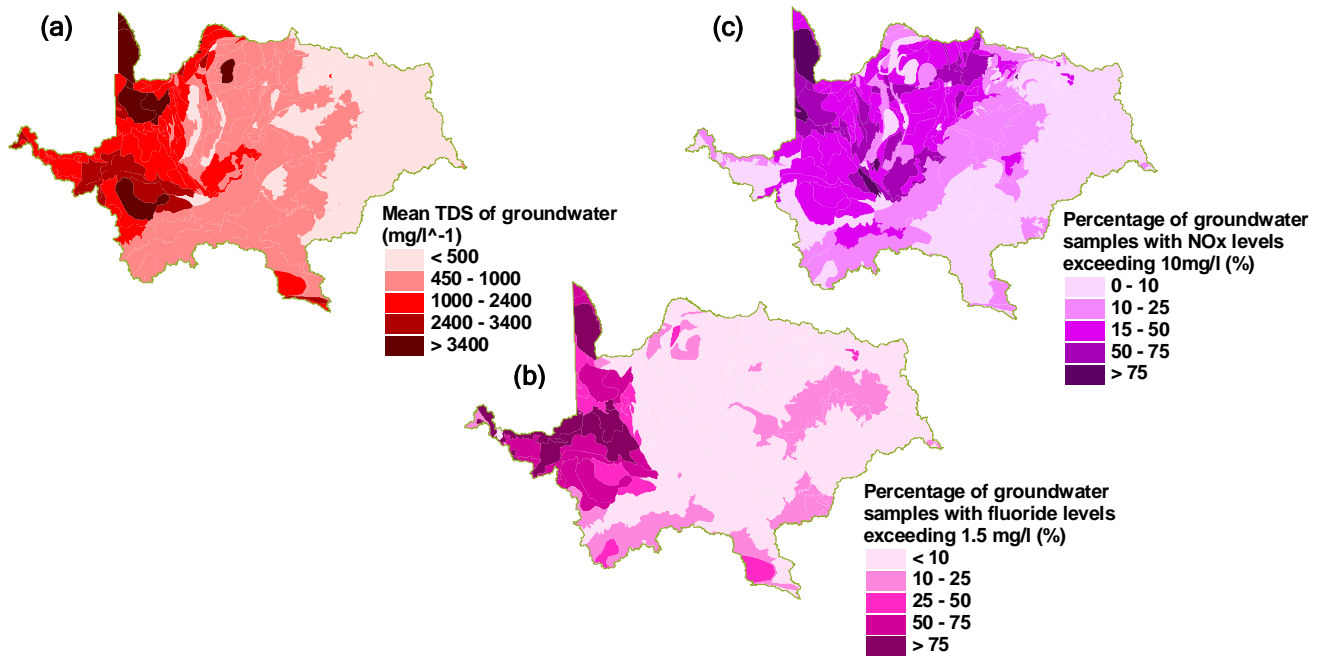 (a)
Mean TDS of groundwater
(mg/l^-1)
< 500
450 - 1000
1000 - 2400
2400 - 3400
> 3400
(c)
Percentage of groundwater
samples with NOx levels
exceeding 10mg/l (%)
0 - 10
10 - 25
15 - 50
50 - 75
> 75
(b)
Percentage of groundwater
samples with fluoride levels
exceeding 1.5 mg/l (%)
< 10
10 - 25
25 - 50
50 - 75
> 75